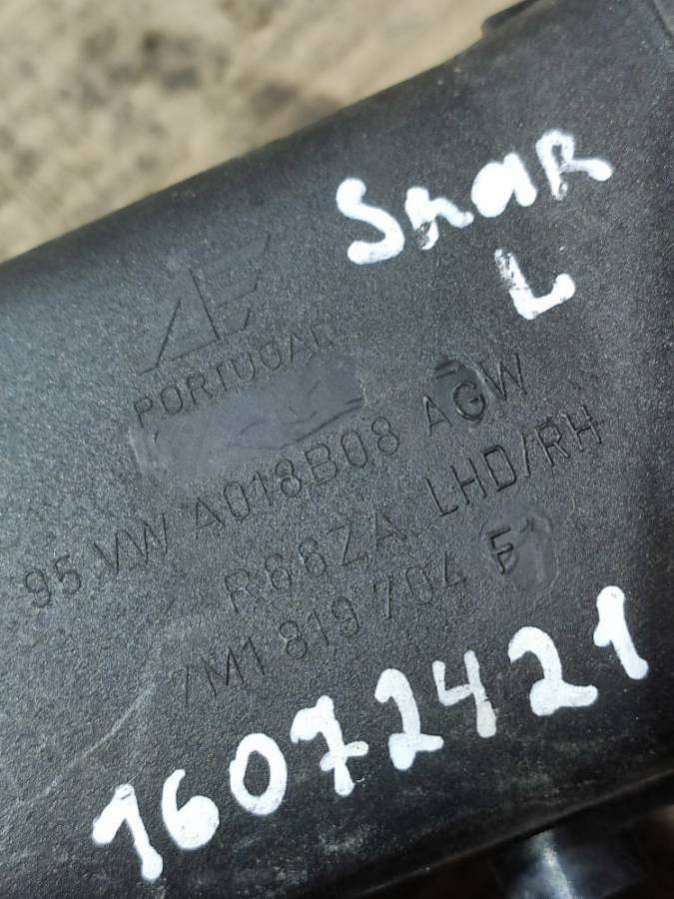 SHAR
L
AE
PORTUGAL
95 VW A018B08 AGW
R88ZA LHD/RH
7M1 819 704 E
16072421